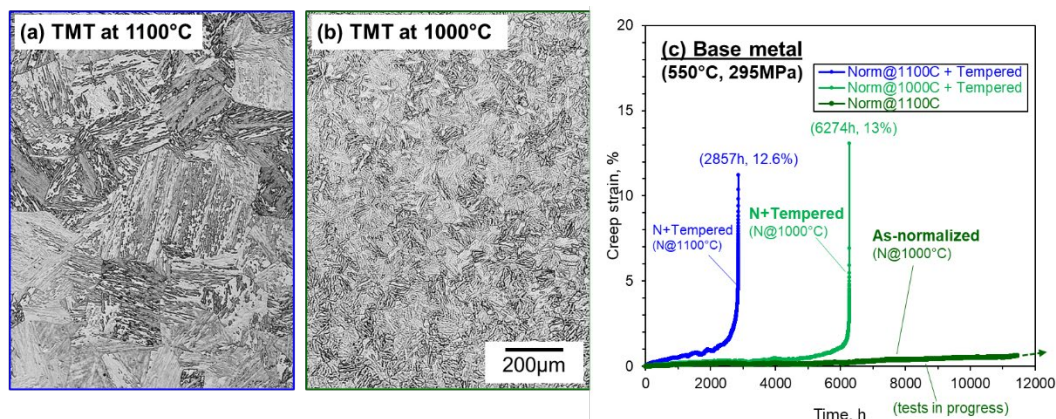 (a) TMT at 1100°C
(b) TMT at 1000°C
200μm
(c) Base metal
(550°C, 295MPa)
Norm@1100C + Tempered
Norm@1000C + Tempered
Norm@1100C
(2857h, 12.6%)
(6274h, 13%)
N+Tempered
(N@1100°C)
N+Tempered
(N@1000°C)
As-normalized
(N@1000°C)
(tests in progress)
Creep strain, %
20
15
10
5
0
0
2000
4000
6000
8000
10000
12000
Time, h